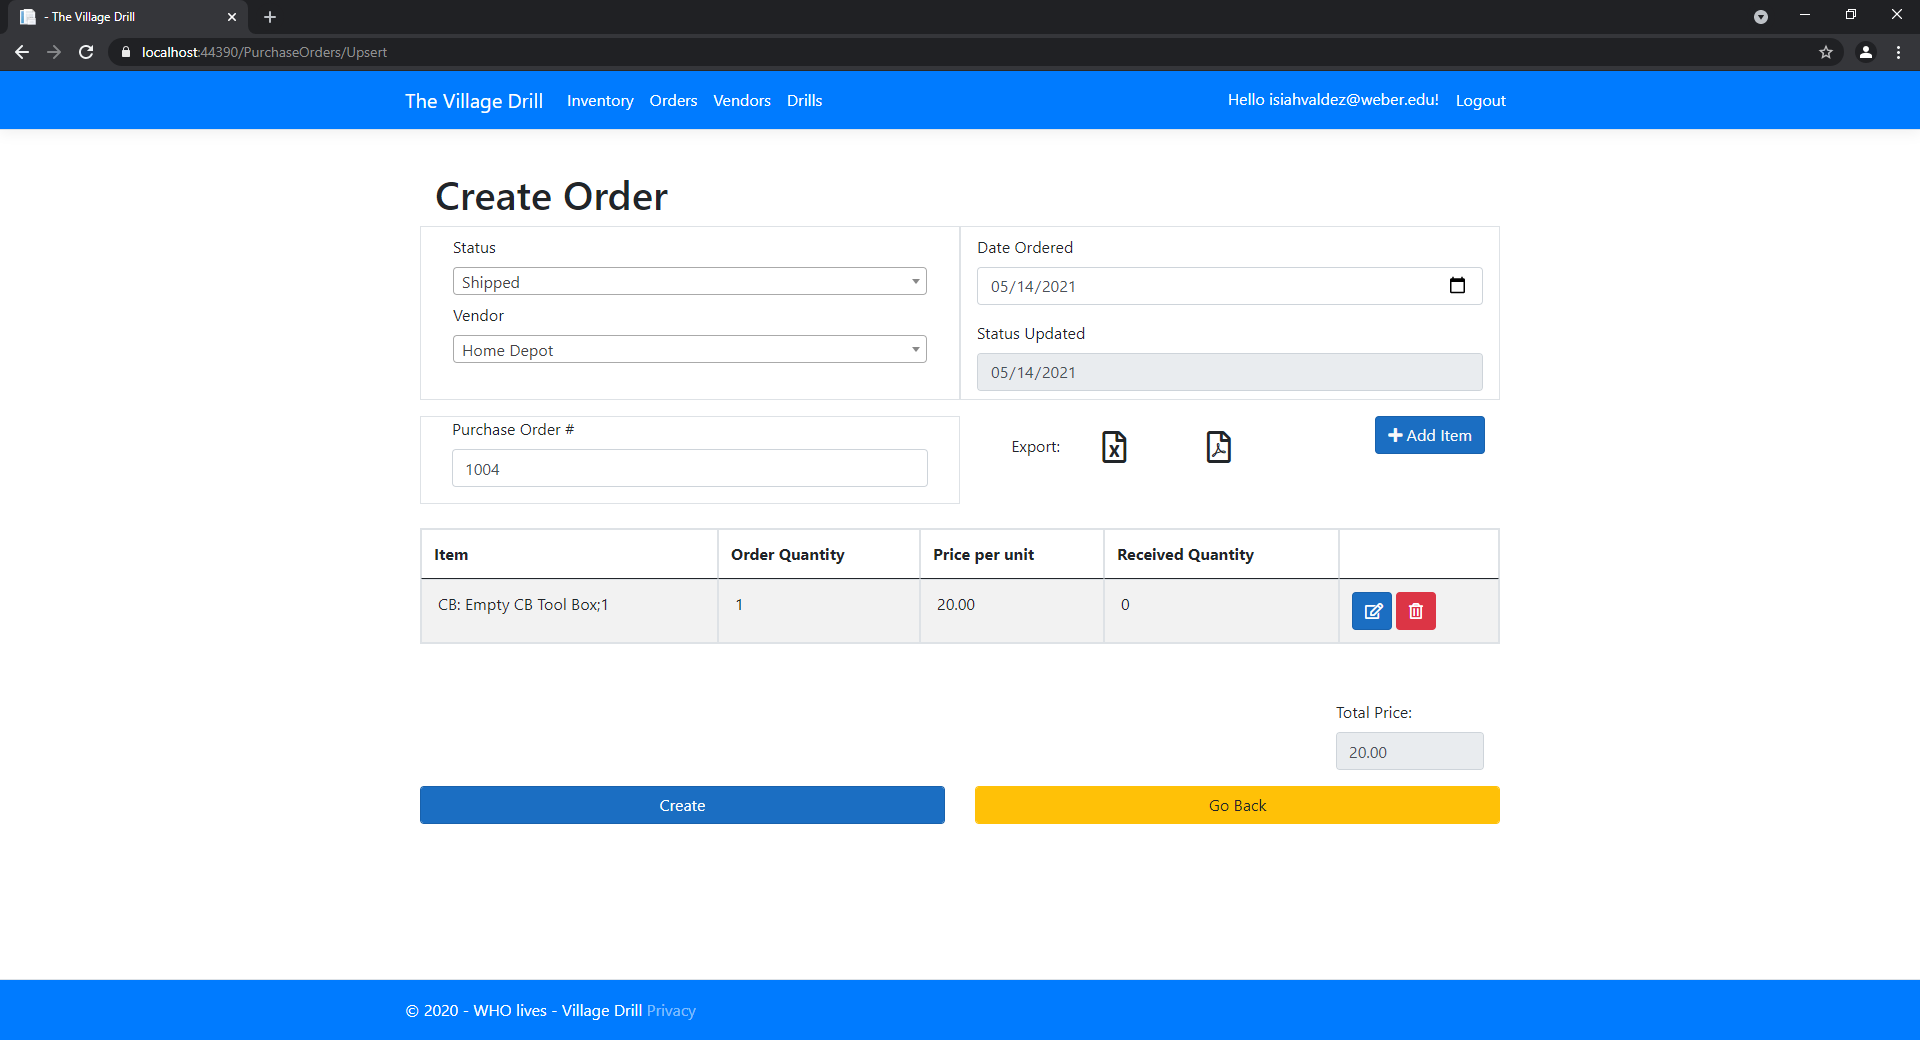 - The Village Drill
localhost:44390/PurchaseOrders/Upsert
The Village Drill Inventory Orders Vendors Drills Hello isiahvaldez@weber.edu! Logout
Create Order
Status
Shipped
Vendor
Home Depot
Date Ordered
05/14/2021
Status Updated
05/14/2021
Purchase Order #
1004
Export:
Add Item
Item Order Quantity Price per unit Received Quantity
CB: Empty CB Tool Box;1 1 20.00 0
Total Price:
20.00
Create Go Back
© 2020 - WHO lives - Village Drill Privacy